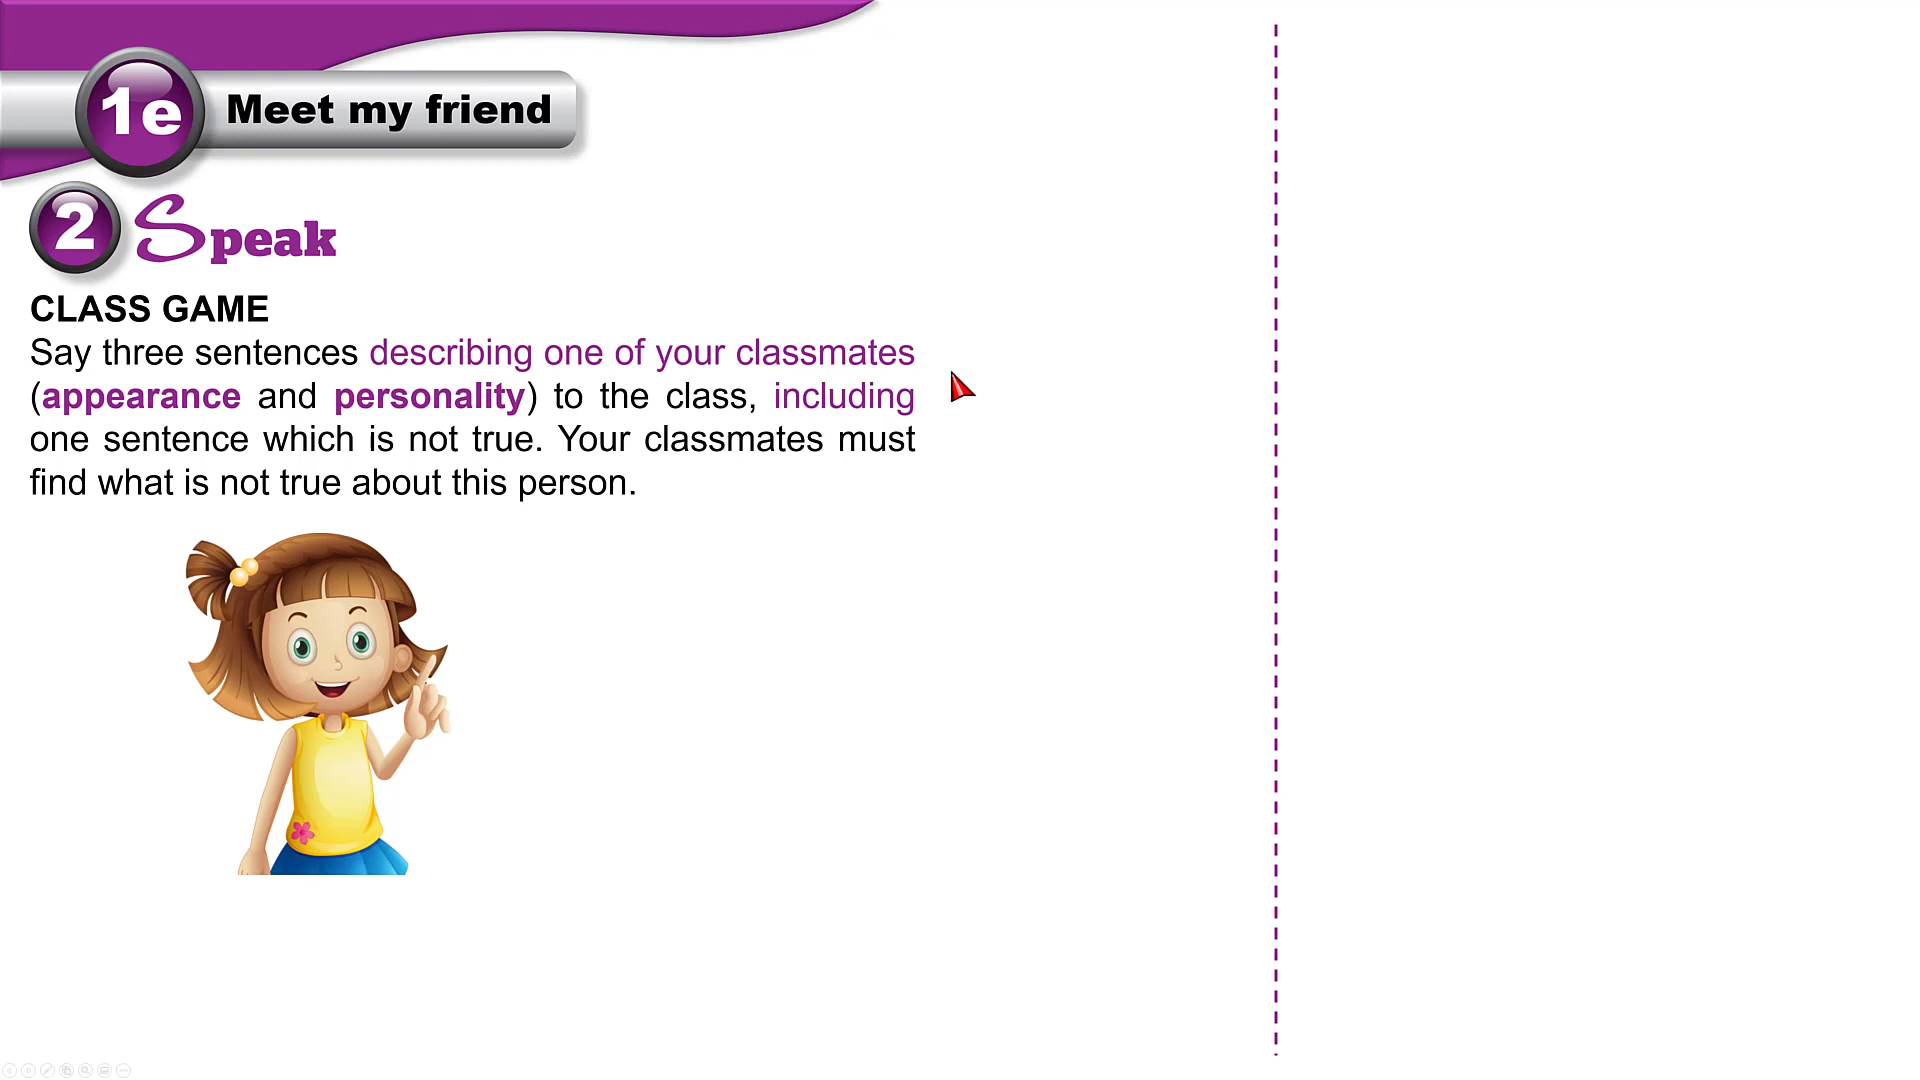 1e Meet my friend
2 Speak
CLASS GAME
Say three sentences describing one of your classmates
(appearance and personality) to the class, including
one sentence which is not true. Your classmates must
find what is not true about this person.